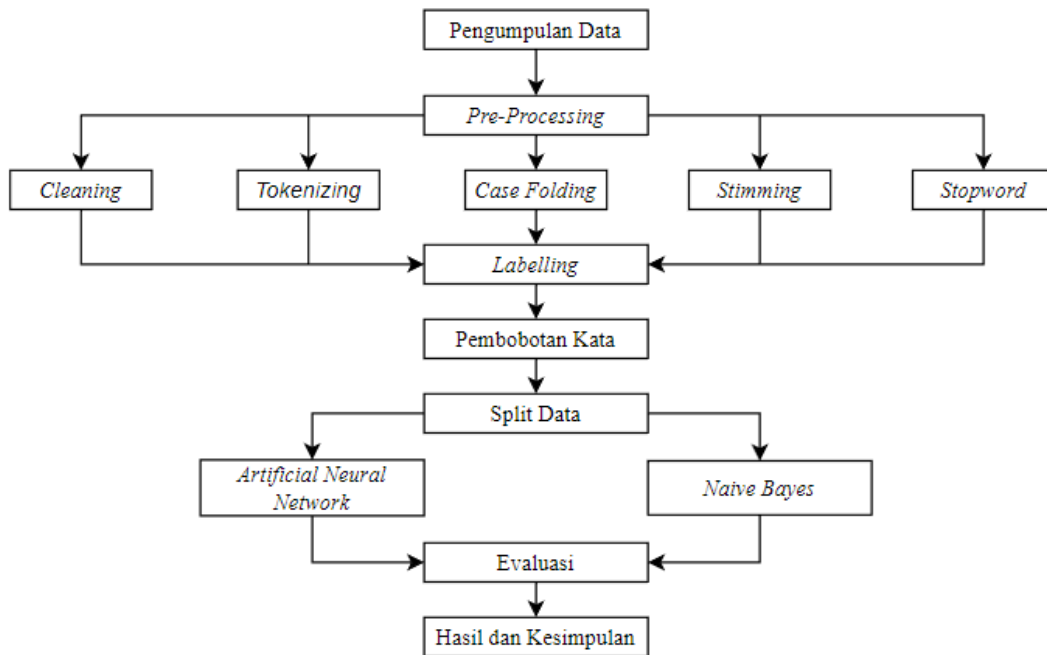 Pengumpulan Data
Pre-Processing
Cleaning
Tokenizing
Case Folding
Stimming
Stopword
Labelling
Pembobotan Kata
Split Data
Artificial Neural
Network
Naive Bayes
Evaluasi
Hasil dan Kesimpulan